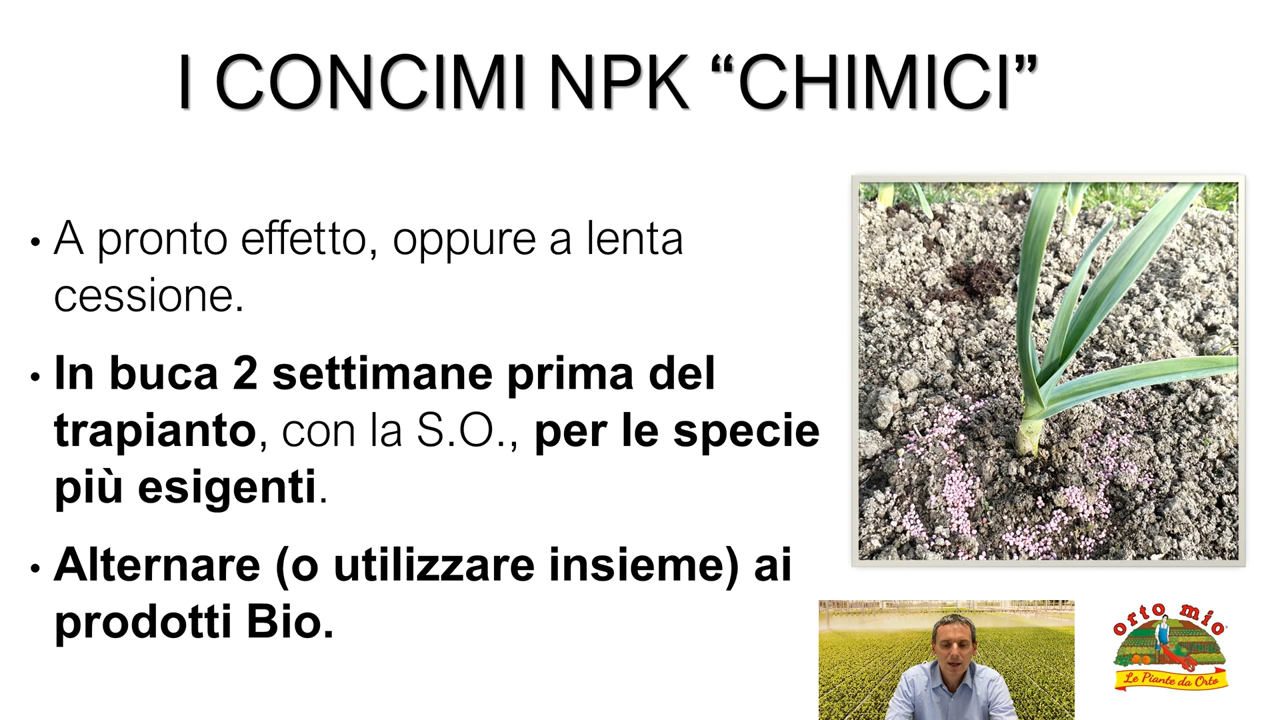 I CONCIMI NPK “CHIMICI”
• A pronto effetto, oppure a lenta
cessione.
• In buca 2 settimane prima del
trapianto, con la S.O., per le specie
più esigenti.
• Alternare (o utilizzare insieme) ai
prodotti Bio.
orto mio
Le Piante da Orto